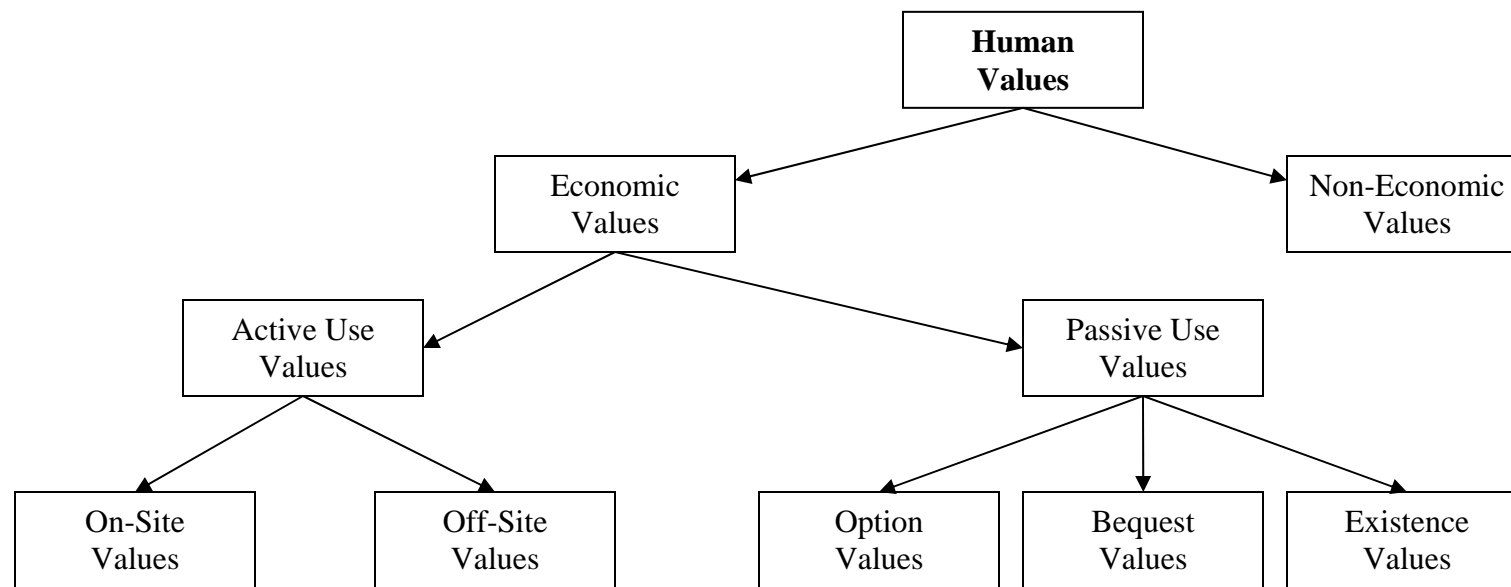 Human
Values
Economic
Values
Non-Economic
Values
Active Use
Values
Passive Use
Values
On-Site
Values
Off-Site
Values
Option
Values
Bequest
Values
Existence
Values